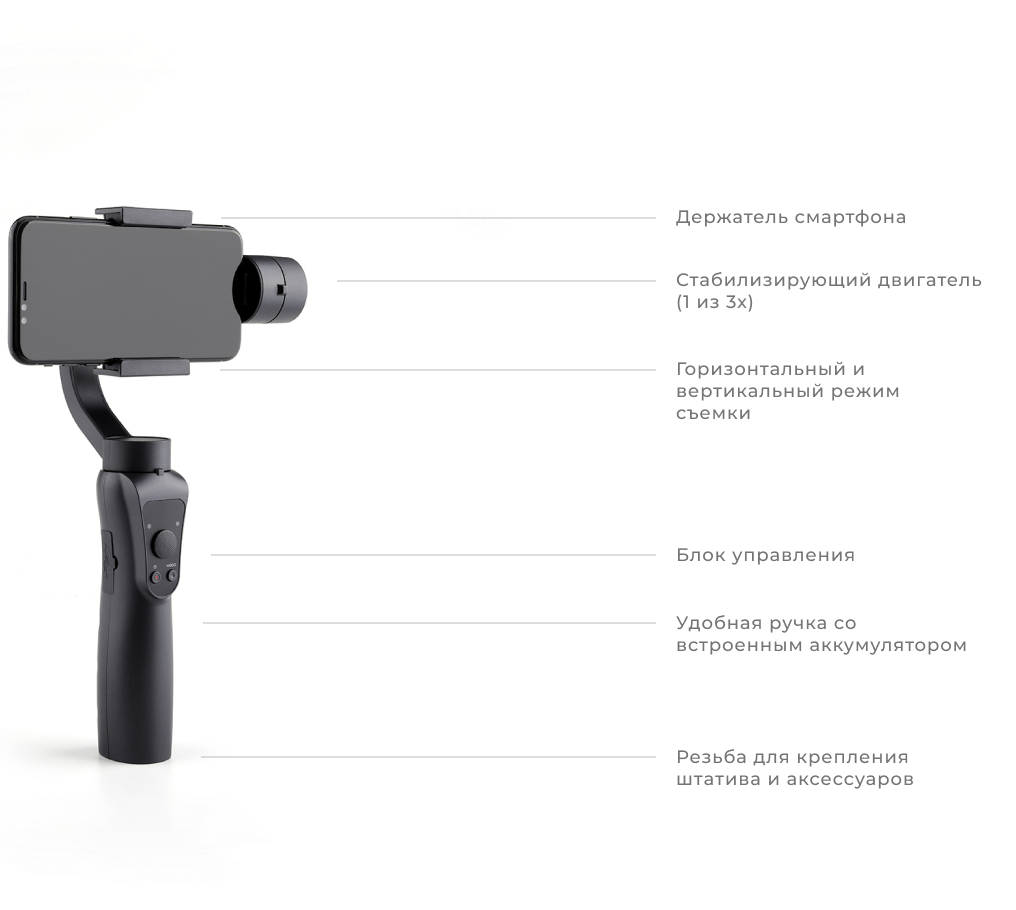 Держатель смартфона
Стабилизирующий двигатель
(1 из 3х)
Горизонтальный и
вертикальный режим
съемки
Блок управления
Удобная ручка со
встроенным аккумулятором
Резьба для крепления
штатива и аксессуаров